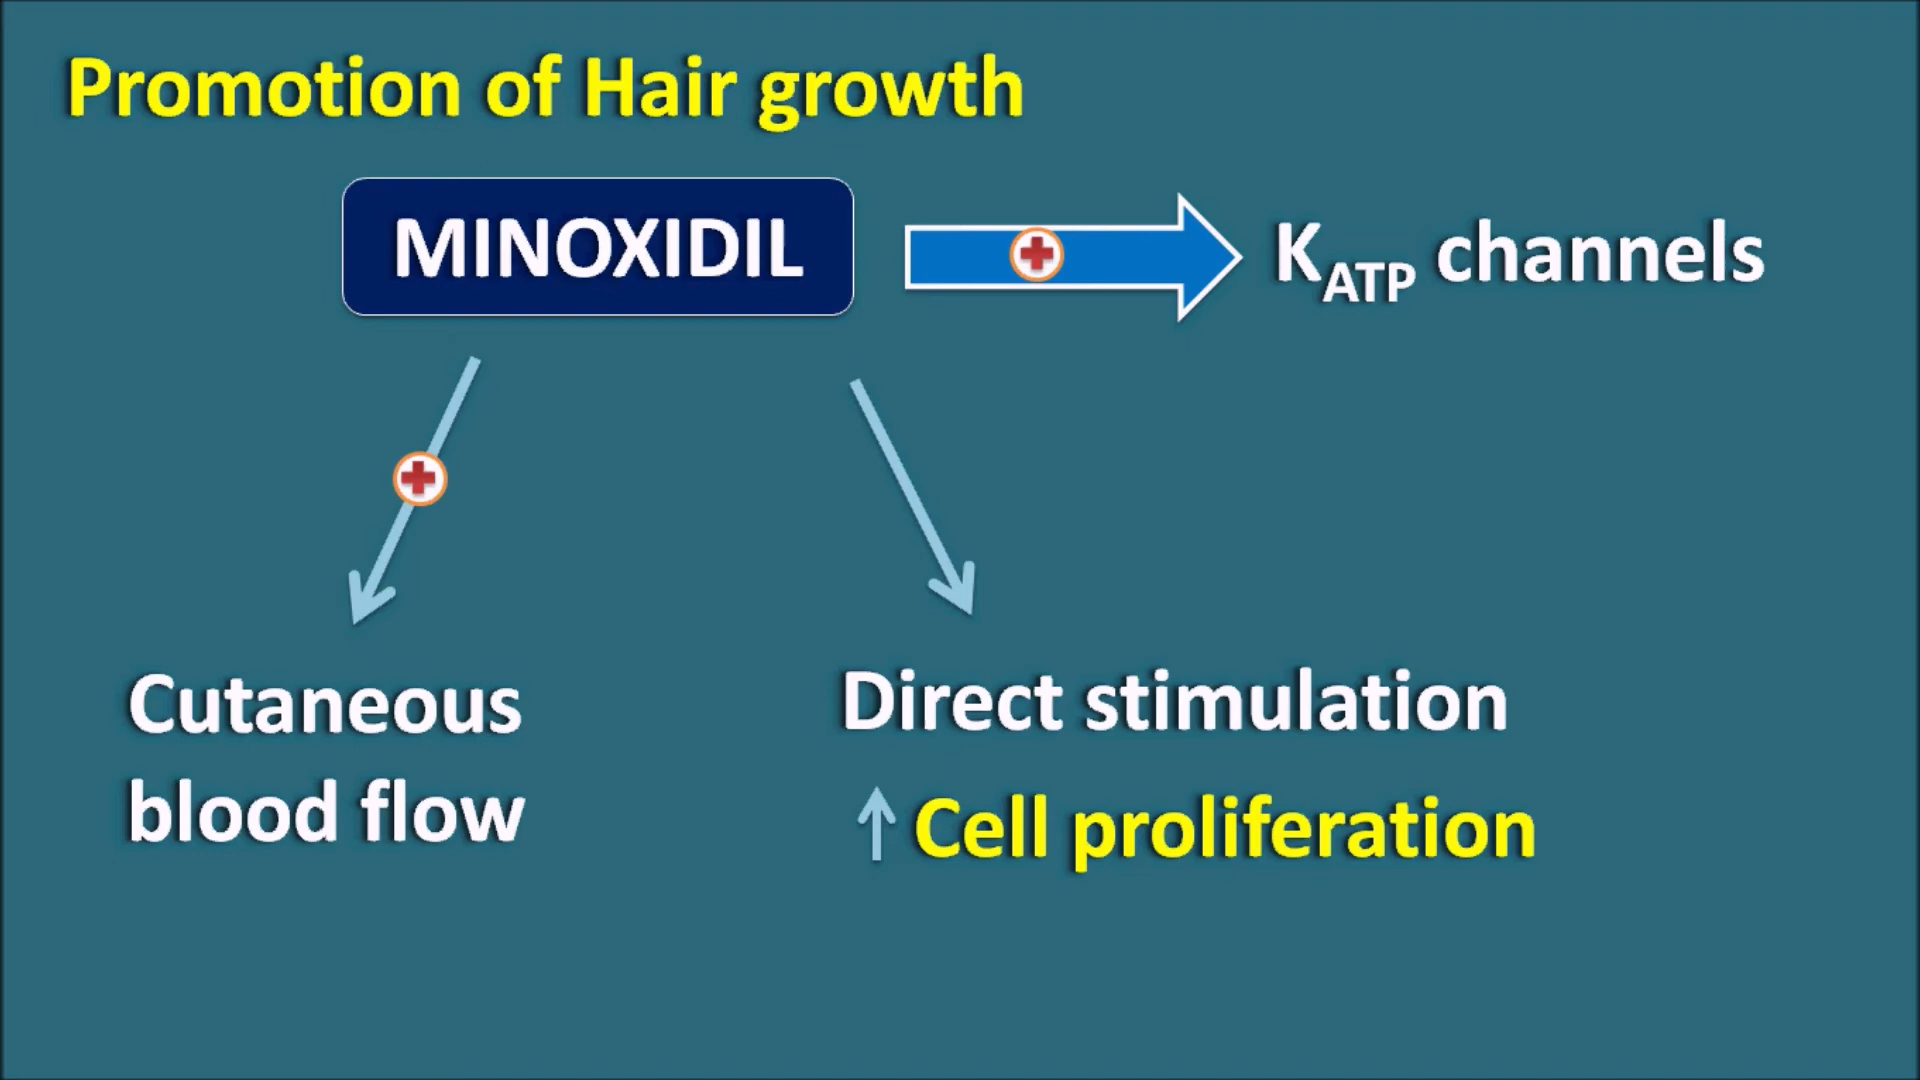 Promotion of Hair growth
MINOXIDIL
KATP channels
Cutaneous
blood flow
Direct stimulation
↑ Cell proliferation